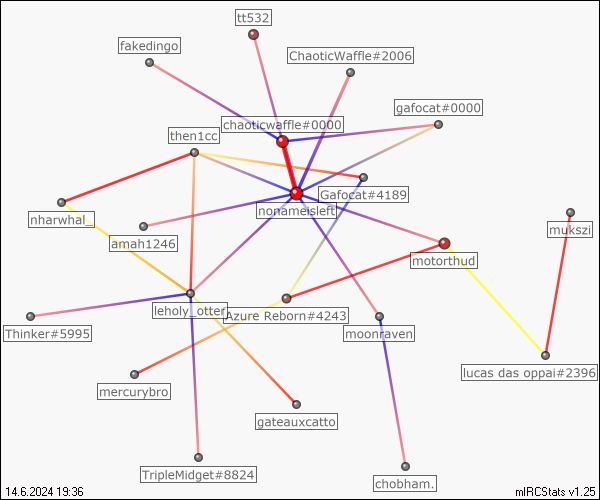 tt532
fakedingo
ChaoticWaffle#2006
gafocat#0000
chaoticwaffle#0000
then1cc
Gafocat#4189
nonameisleft
nharwhal_
mukszi
amah1246
motorthud
leholy_otter
Azure Reborn#4243
Thinker#5995
moonraven
lucas das oppai#2396
mercurybro
gateauxcatto
TripleMidget#8824
chobham.
14.6.2024 19:36
mIRCStats v1.25